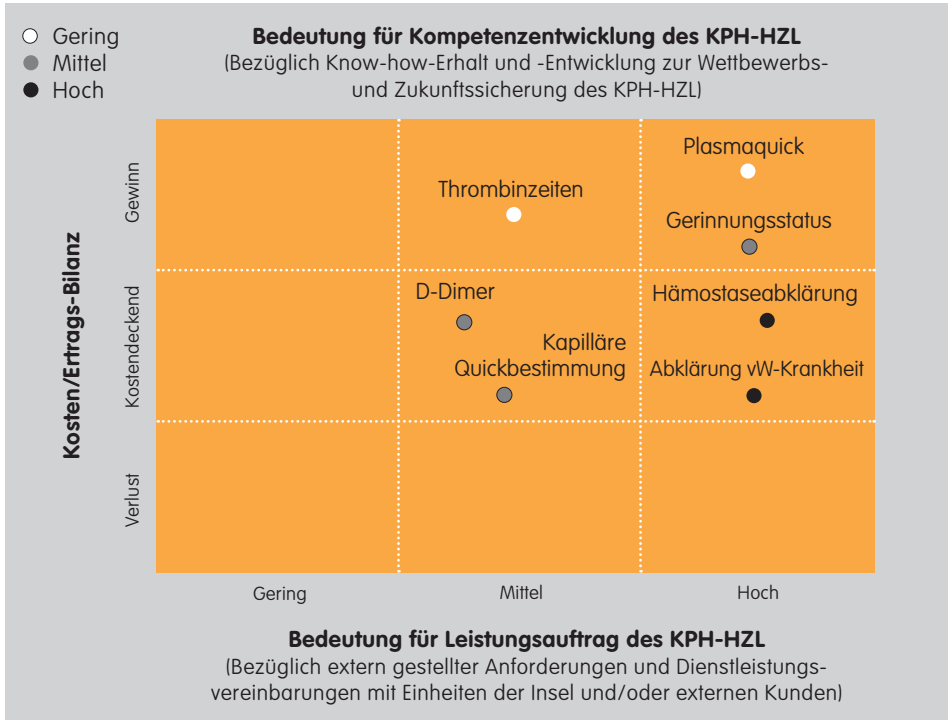 Gering
Mittel
Hoch
Bedeutung für Kompetenzentwicklung des KPH-HZL
(Bezüglich Know-how-Erhalt und -Entwicklung zur Wettbewerbs-
und Zukunftssicherung des KPH-HZL)
Kosten/Ertrags-Bilanz
Gewinn
Kostendeckend
Verlust
Plasmaquick
Thrombinzeiten
Gerinnungsstatus
D-Dimer
Hämostaseabklärung
Kapilläre
Quickbestimmung
Abklärung vW-Krankheit
Gering
Mittel
Hoch
Bedeutung für Leistungsauftrag des KPH-HZL
(Bezüglich extern gestellter Anforderungen und Dienstleistungs-
vereinbarungen mit Einheiten der Insel und/oder externen Kunden)